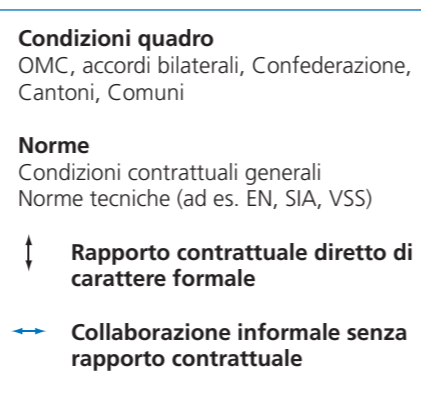 Condizioni quadro
OMC, accordi bilaterali, Confederazione,
Cantoni, Comuni
Norme
Condizioni contrattuali generali
Norme tecniche (ad es. EN, SIA, VSS)
Rapporto contrattuale diretto di
carattere formale
Collaborazione informale senza
rapporto contrattuale